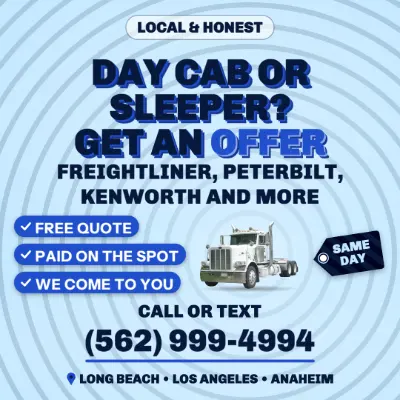 LOCAL & HONEST
DAY CAB OR
SLEEPER?
GET AN OFFER
FREIGHTLINER, PETERBILT,
KENWORTH AND MORE
FREE QUOTE
PAID ON THE SPOT
WE COME TO YOU
SAME
DAY
CALL OR TEXT
(562) 999-4994
LONG BEACH • LOS ANGELES • ANAHEIM